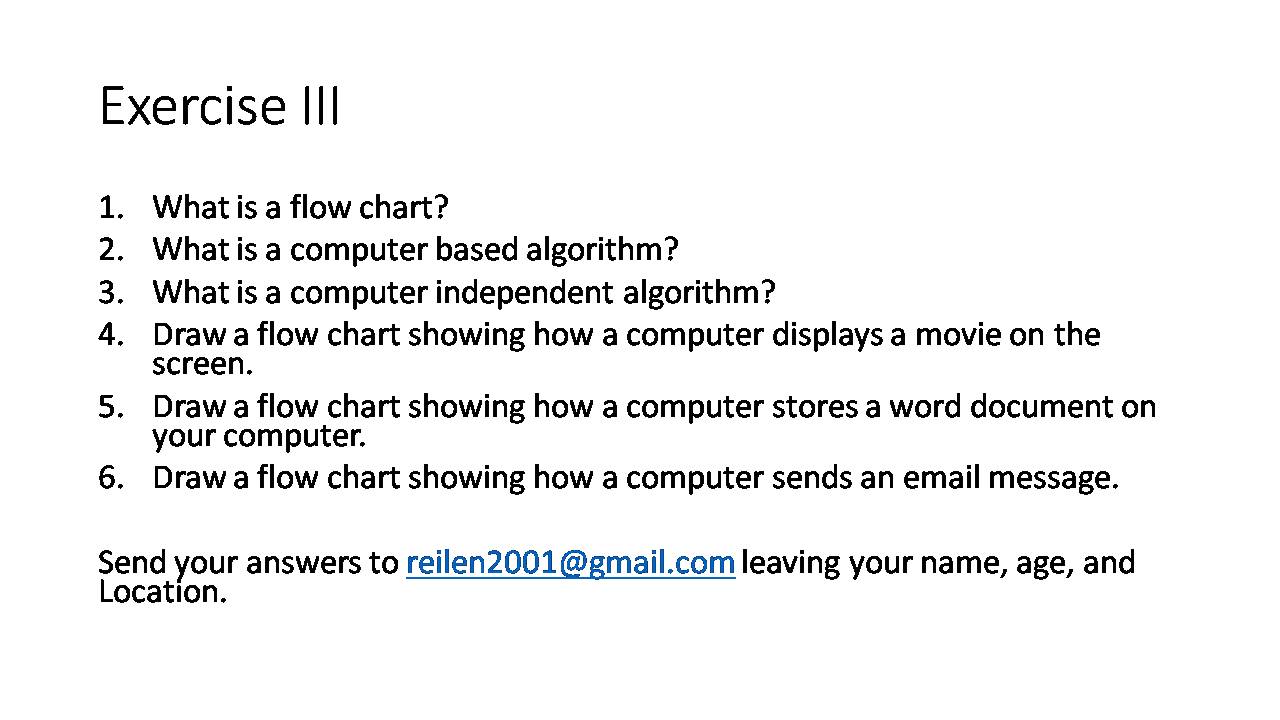 Exercise III
1. What is a flow chart?
2. What is a computer based algorithm?
3. What is a computer independent algorithm?
4. Draw a flow chart showing how a computer displays a movie on the
screen.
5. Draw a flow chart showing how a computer stores a word document on
your computer.
6. Draw a flow chart showing how a computer sends an email message.
Send your answers to reilen2001@gmail.com leaving your name, age, and
Location.